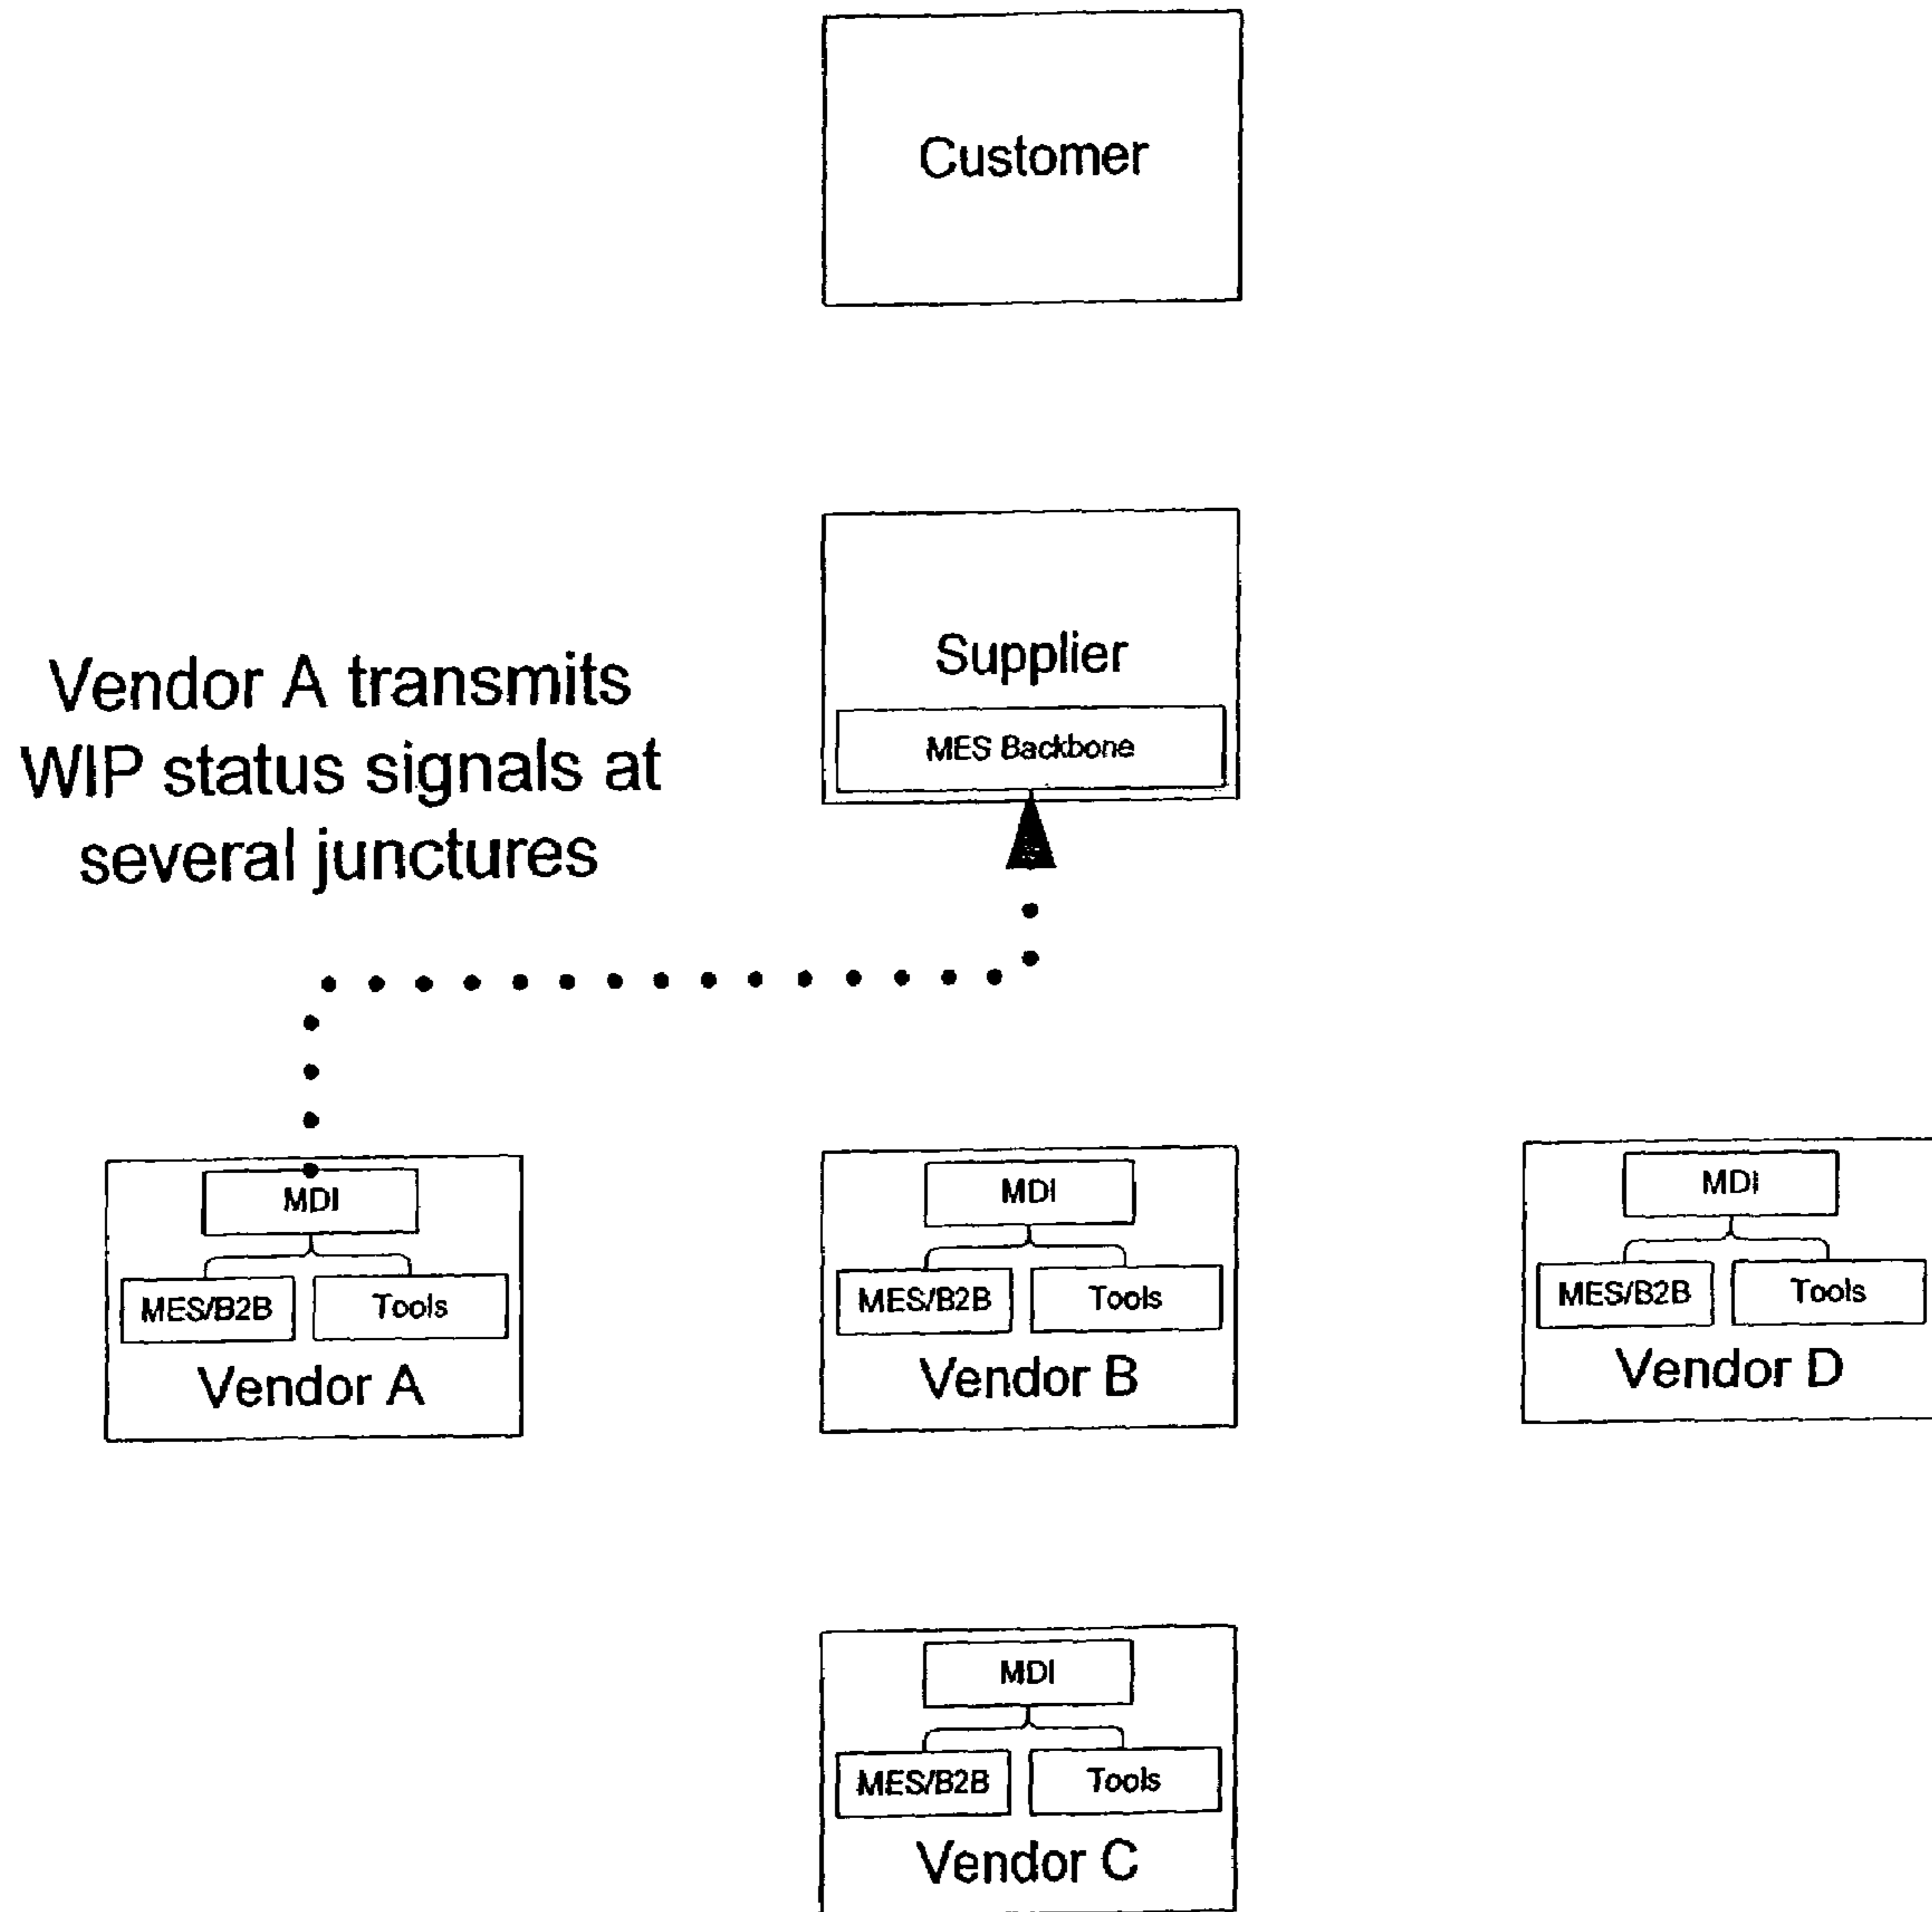 Customer
Supplier
MES Backbone
Vendor A transmits
WIP status signals at
several junctures
MDI
MES/B2B Tools
Vendor A
MDI
MES/B2B Tools
Vendor B
MDI
MES/B2B Tools
Vendor D
MDI
MES/B2B Tools
Vendor C